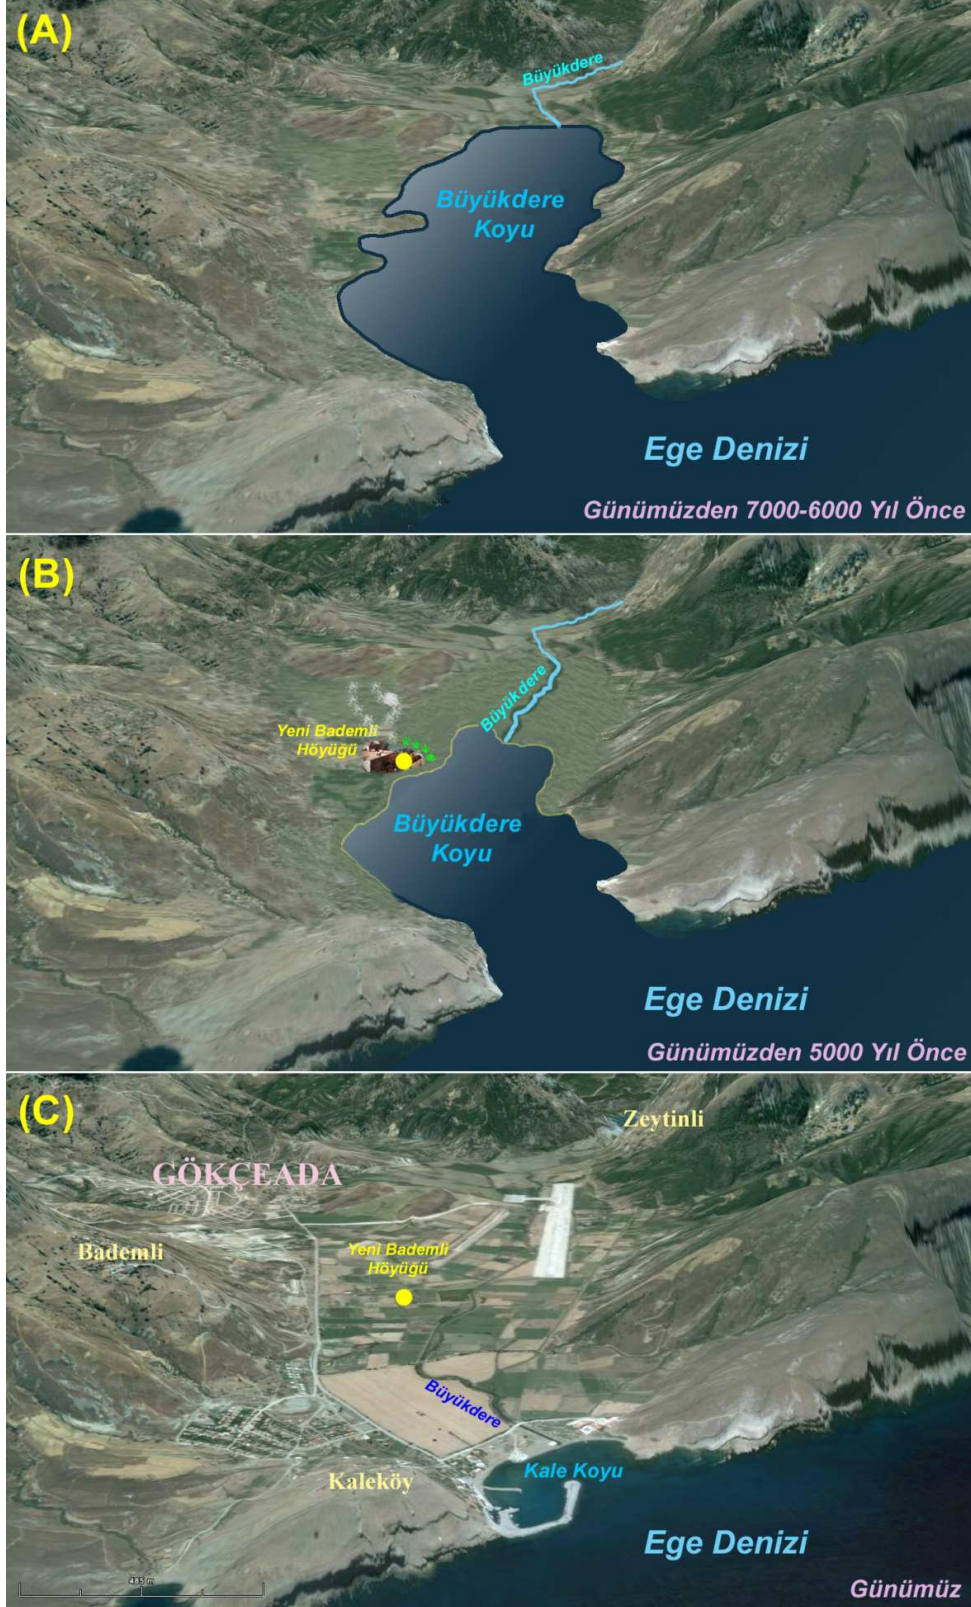 (A)
Büyükdere
Büyükdere
Koyu
Ege Denizi
Günümüzden 7000-6000 Yıl Önce
(B)
Büyükdere
Yeni Bademli
Höyüğü
Büyükdere
Koyu
Ege Denizi
Günümüzden 5000 Yıl Önce
(C)
Zeytinli
GÖKÇEADA
Bademli
Yeni Bademli
Höyüğü
Büyükdere
Kale Koyu
Kaleköy
Ege Denizi
485 m
Günümüz